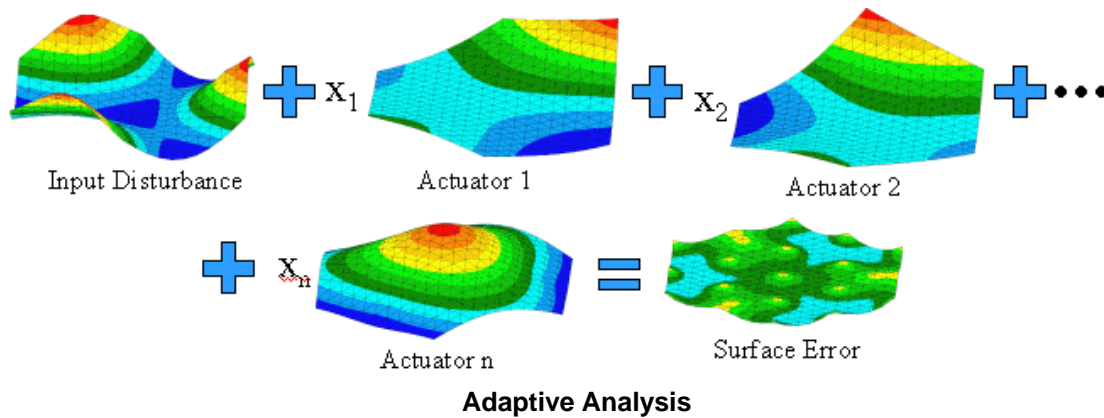 x1
x2
Input Disturbance
Actuator 1
Actuator 2
xn
Actuator n
Surface Error
Adaptive Analysis